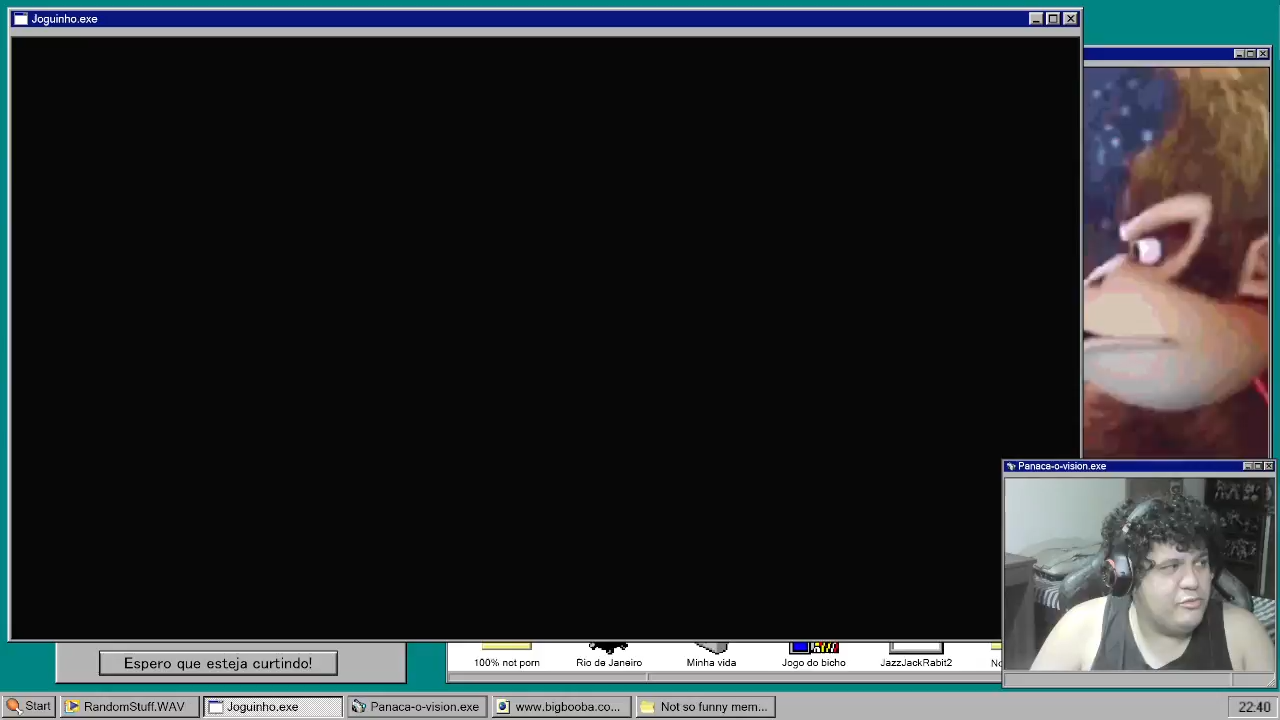 Joguinho.exe
Panaca-o-vision.exe
Espero que esteja curtindo!
100% not porn
Rio de Janeiro
Minha vida
Jogo do bicho
JazzJackRabbit2
Start
RandomStuff.WAV
Joguinho.exe
Panaca-o-vision.exe
www.bigbooba.co...
Not so funny mem...
22:40